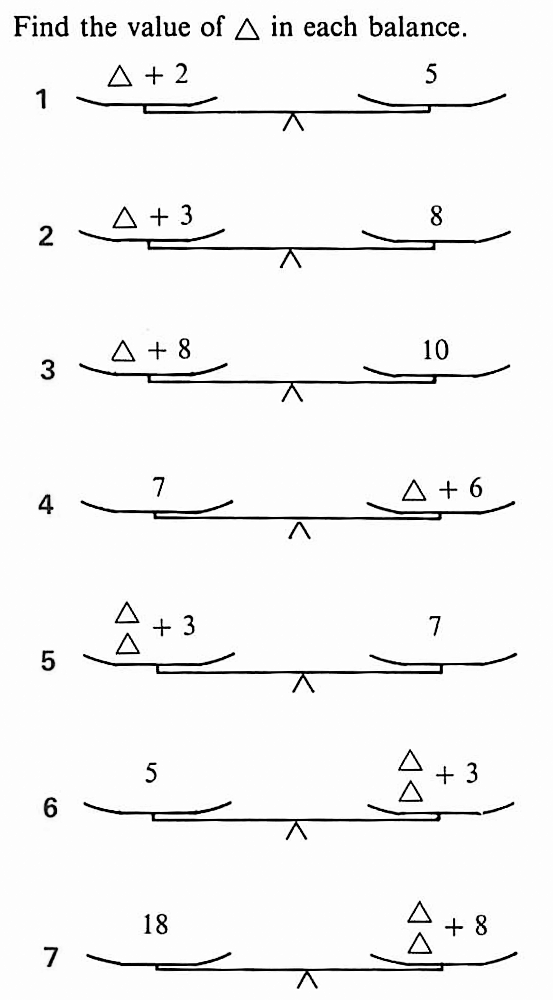 Find the value of △ in each balance.
△ + 2 5
1
△ + 3 8
2
△ + 8 10
3
7 △ + 6
4
△
△ + 3 7
5
5 △
△ + 3
6
18 △
△ + 8
7